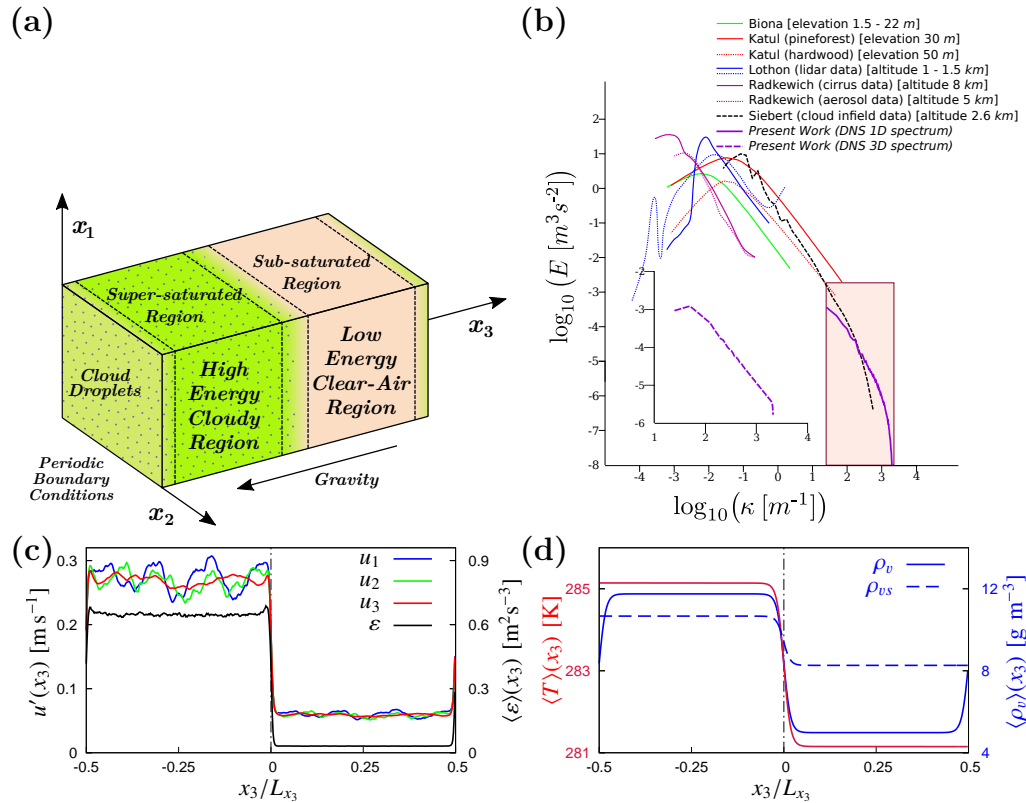 (a)
x₁
Sub-saturated
Region
Super-saturated
Region
x₃
Low
Energy
Clear-Air
Region
High
Energy
Cloudy
Region
Cloud
Droplets
Periodic
Boundary
Conditions
Gravity
x₂
(b)
Biona [elevation 1.5 - 22 m]
Katul (pineforest) [elevation 30 m]
Katul (hardwood) [elevation 50 m]
Lothon (lidar data) [altitude 1 - 1.5 km]
Radkewich (cirrus data) [altitude 8 km]
Radkewich (aerosol data) [altitude 5 km]
Siebert (cloud infield data) [altitude 2.6 km]
Present Work (DNS 1D spectrum)
Present Work (DNS 3D spectrum)
log₁₀(E [m³s⁻²])
2
1
0
-1
-2
-3
-4
-5
-6
-7
-8
-2
-3
-4
-5
-6
1 2 3 4
-4 -3 -2 -1 0 1 2 3 4
log₁₀(κ [m⁻¹])
(c)
u′(x₃) [m s⁻¹]
0.3
0.2
0.1
0
u₁
u₂
u₃
ε
0.9
0.6
0.3
0
⟨ε⟩(x₃) [m²s⁻³]
-0.5 -0.25 0 0.25 0.5
x₃/Lₓ₃
(d)
⟨T⟩(x₃) [K]
285
283
281
ρᵥ
ρᵥₛ
12
8
4
⟨ρᵥ⟩(x₃) [g m⁻³]
-0.5 -0.25 0 0.25 0.5
x₃/Lₓ₃